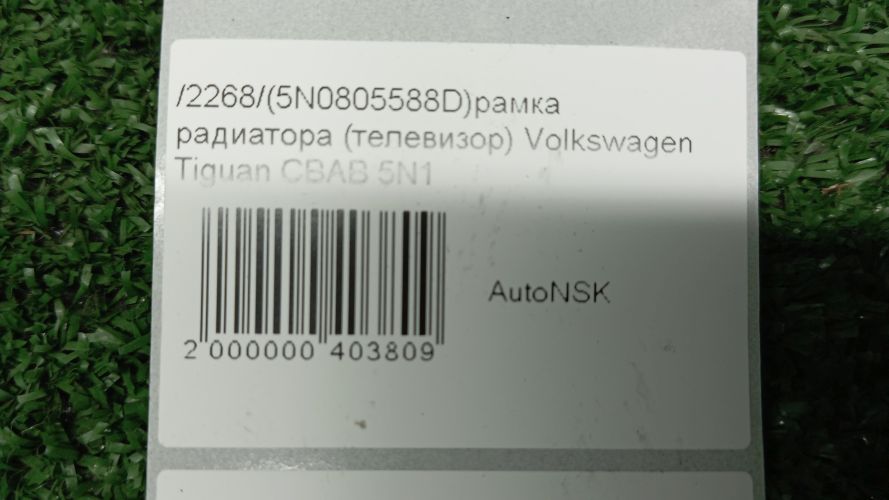 /2268/(5N0805588D)рамка
радиатора (телевизор) Volkswagen
Tiguan CBAB 5N1
AutoNSK
2 000000 403809